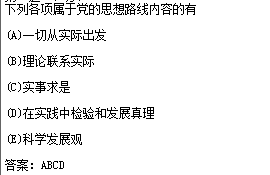 下列各项属于党的思想路线内容的有
(A)一切从实际出发
(B)理论联系实际
(C)实事求是
(D)在实践中检验和发展真理
(E)科学发展观
答案：ABCD